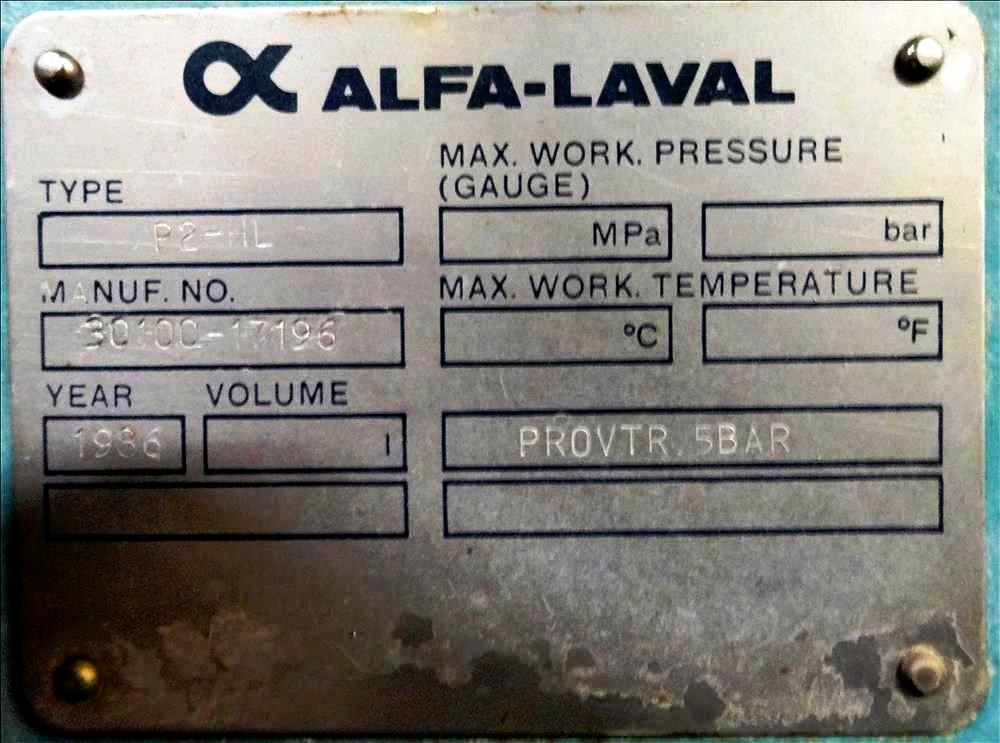 ALFA-LAVAL
MAX. WORK. PRESSURE
(GAUGE)
TYPE
P2-HL
MPa
bar
MANUF. NO.
MAX. WORK. TEMPERATURE
30100-17196
°C
°F
YEAR
VOLUME
1986
l
PROVTR. 5BAR